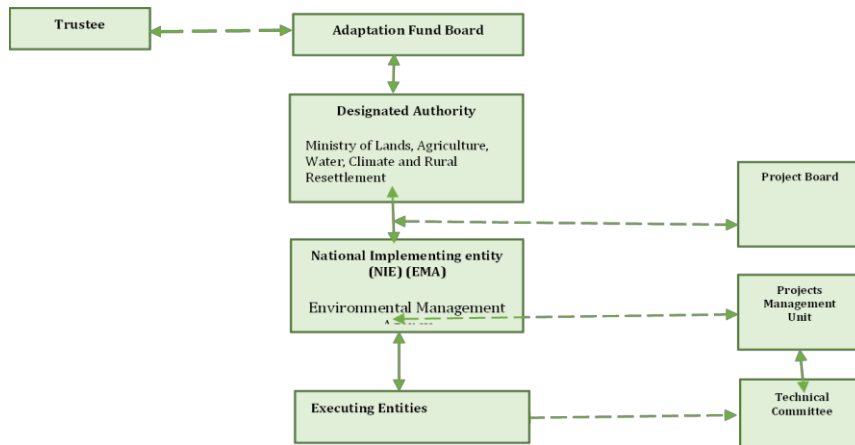 Trustee
Adaptation Fund Board
Designated Authority
Ministry of Lands, Agriculture,
Water, Climate and Rural
Resettlement
Project Board
National Implementing entity
(NIE) (EMA)
Environmental Management
Projects
Management
Unit
Executing Entities
Technical
Committee